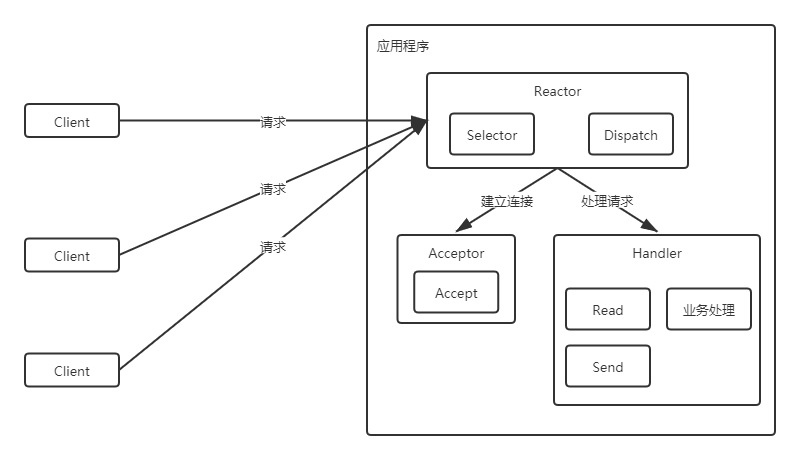 应用程序
Reactor
Selector
Dispatch
Client
请求
Client
请求
Client
请求
建立连接
处理请求
Acceptor
Accept
Handler
Read
业务处理
Send